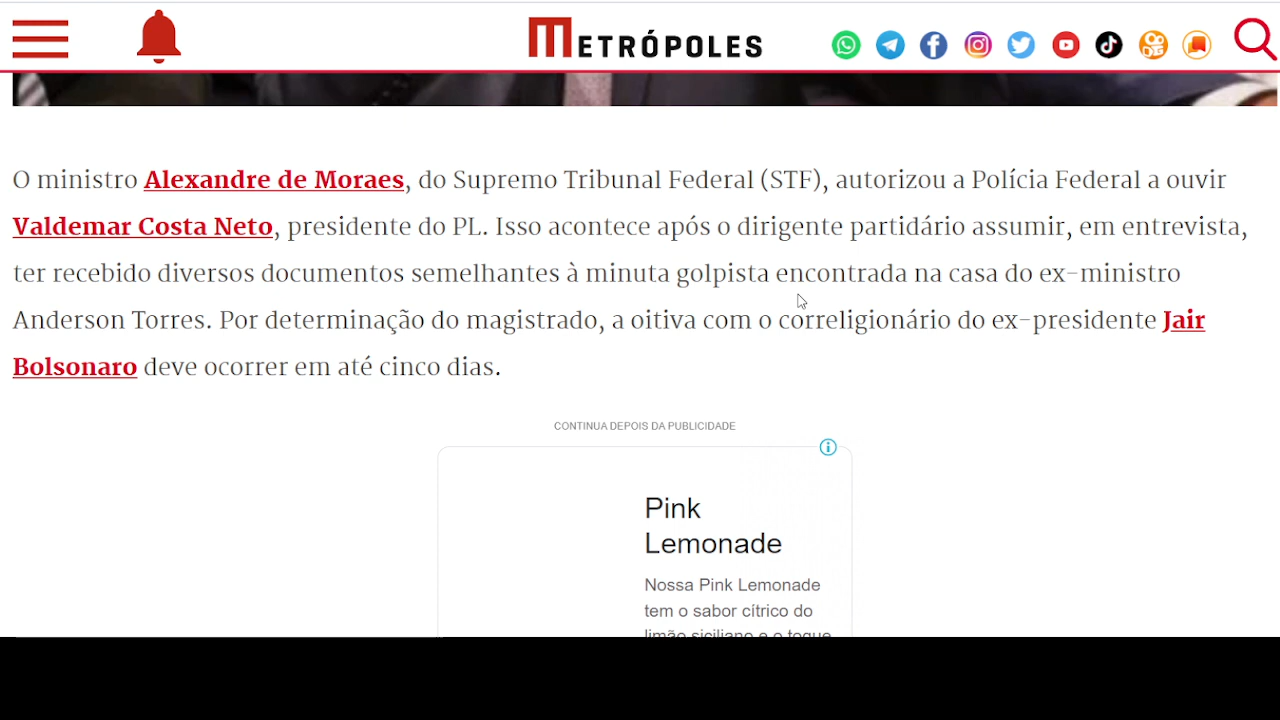 METRÓPOLES
O ministro Alexandre de Moraes, do Supremo Tribunal Federal (STF), autorizou a Polícia Federal a ouvir
Valdemar Costa Neto, presidente do PL. Isso acontece após o dirigente partidário assumir, em entrevista,
ter recebido diversos documentos semelhantes à minuta golpista encontrada na casa do ex-ministro
Anderson Torres. Por determinação do magistrado, a oitiva com o correligionário do ex-presidente Jair
Bolsonaro deve ocorrer em até cinco dias.
CONTINUA DEPOIS DA PUBLICIDADE
Pink
Lemonade
Nossa Pink Lemonade
tem o sabor cítrico do
limão siciliano e o toque